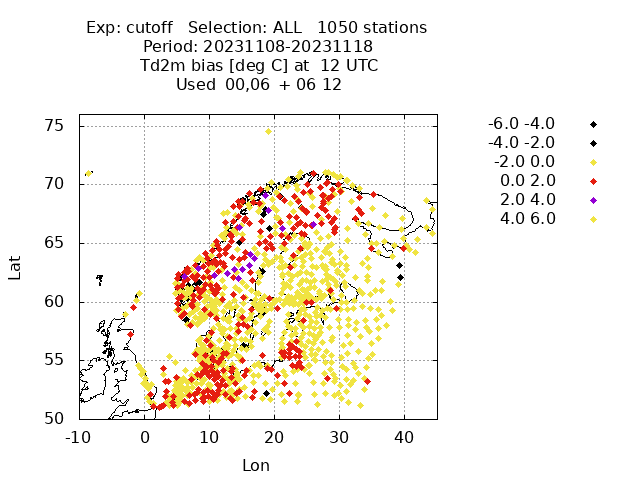 Exp: cutoff Selection: ALL 1050 stations
Period: 20231108-20231118
Td2m bias [deg C] at 12 UTC
Used 00,06 + 06 12
-6.0 -4.0
-4.0 -2.0
-2.0 0.0
0.0 2.0
2.0 4.0
4.0 6.0
75
70
65
60
55
50
Lat
-10 0 10 20 30 40
Lon